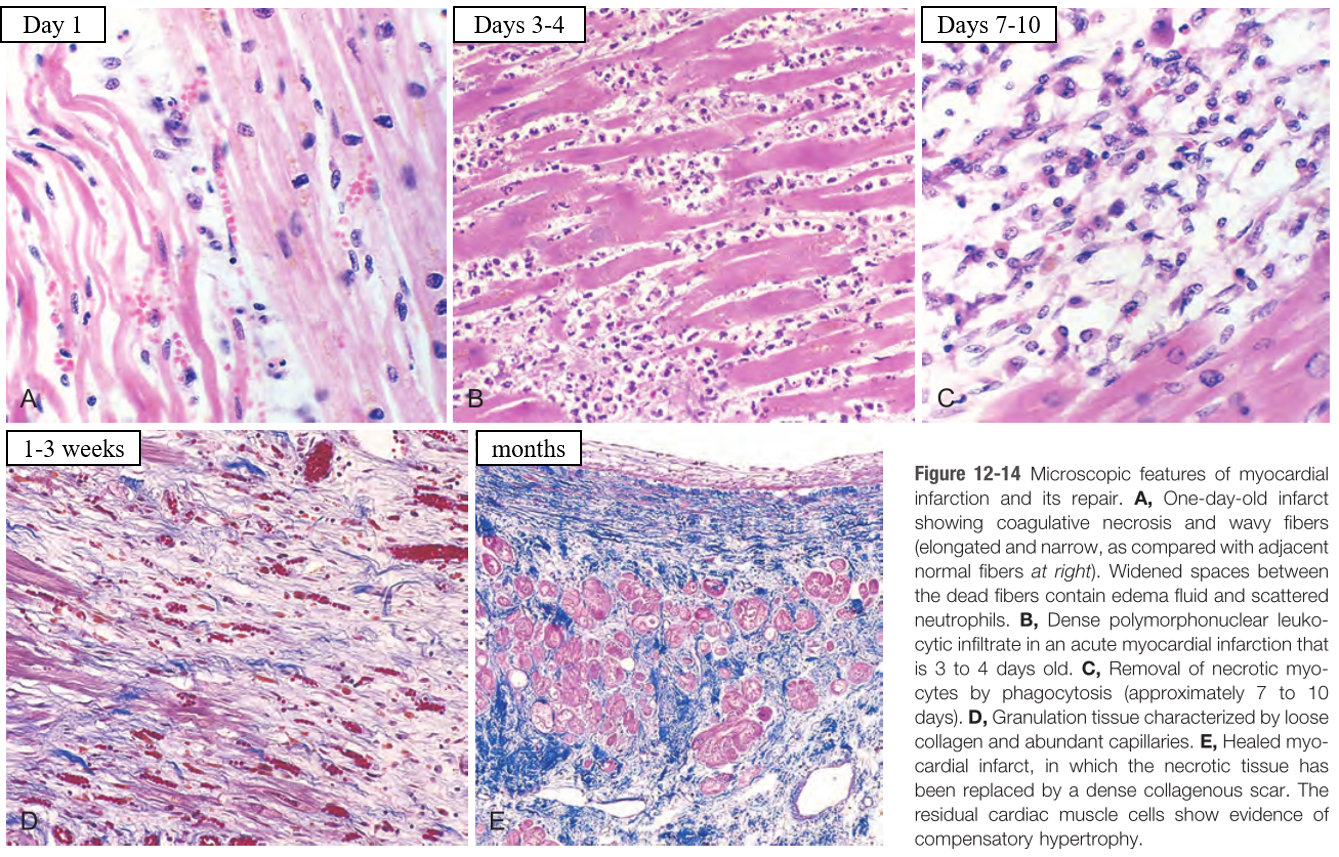 Day 1
Days 3-4
Days 7-10
A
B
C
1-3 weeks
months
D
E
Figure 12-14 Microscopic features of myocardial
infarction and its repair. A, One-day-old infarct
showing coagulative necrosis and wavy fibers
(elongated and narrow, as compared with adjacent
normal fibers at right). Widened spaces between
the dead fibers contain edema fluid and scattered
neutrophils. B, Dense polymorphonuclear leuko-
cytic infiltrate in an acute myocardial infarction that
is 3 to 4 days old. C, Removal of necrotic myo-
cytes by phagocytosis (approximately 7 to 10
days). D, Granulation tissue characterized by loose
collagen and abundant capillaries. E, Healed myo-
cardial infarct, in which the necrotic tissue has
been replaced by a dense collagenous scar. The
residual cardiac muscle cells show evidence of
compensatory hypertrophy.